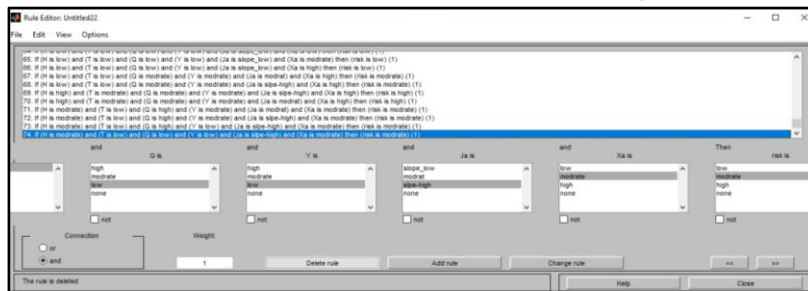 Rule Editor: Untitled22
File Edit View Options
65. If (H is low) and (T is low) and (Q is low) and (Y is low) and (Ja is slope_low) and (Xa is modrate) then (risk is low) (1)
66. If (H is low) and (T is low) and (Q is low) and (Y is low) and (Ja is slope_low) and (Xa is high) then (risk is low) (1)
67. If (H is low) and (T is low) and (Q is modrate) and (Y is modrate) and (Ja is modrat) and (Xa is high) then (risk is modrate) (1)
68. If (H is low) and (T is modrate) and (Q is low) and (Y is low) and (Ja is slpe-high) and (Xa is high) then (risk is modrate) (1)
69. If (H is high) and (T is modrate) and (Q is modrate) and (Y is modrate) and (Ja is slpe-high) and (Xa is high) then (risk is high) (1)
70. If (H is high) and (T is modrate) and (Q is high) and (Y is modrate) and (Ja is modrat) and (Xa is high) then (risk is high) (1)
71. If (H is modrate) and (T is low) and (Q is high) and (Y is modrate) and (Ja is modrat) and (Xa is modrate) then (risk is modrate) (1)
72. If (H is modrate) and (T is low) and (Q is high) and (Y is modrate) and (Ja is slpe-high) and (Xa is modrate) then (risk is modrate) (1)
73. If (H is modrate) and (T is low) and (Q is high) and (Y is low) and (Ja is slpe-high) and (Xa is modrate) then (risk is modrate) (1)
74. If (H is modrate) and (T is low) and (Q is low) and (Y is low) and (Ja is slpe-high) and (Xa is modrate) then (risk is modrate) (1)
and and and and Then
Q is Y is Ja is Xa is risk is
high high slope_low low low
modrate modrate modrat modrate modrate
low low slpe-high high high
none none none none none
not not not not
Connection Weight:
or
and 1 Delete rule Add rule Change rule << >>
The rule is deleted Help Close